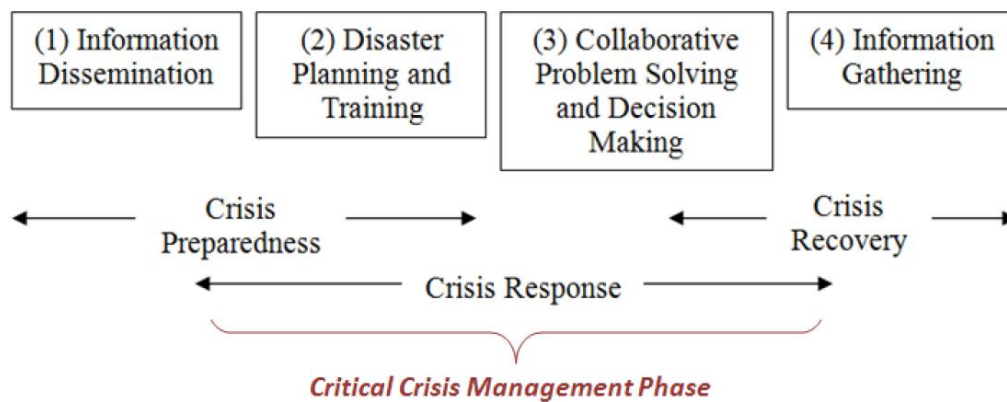 (1) Information
Dissemination
(2) Disaster
Planning and
Training
(3) Collaborative
Problem Solving
and Decision
Making
(4) Information
Gathering
Crisis
Preparedness
Crisis
Recovery
Crisis Response
Critical Crisis Management Phase